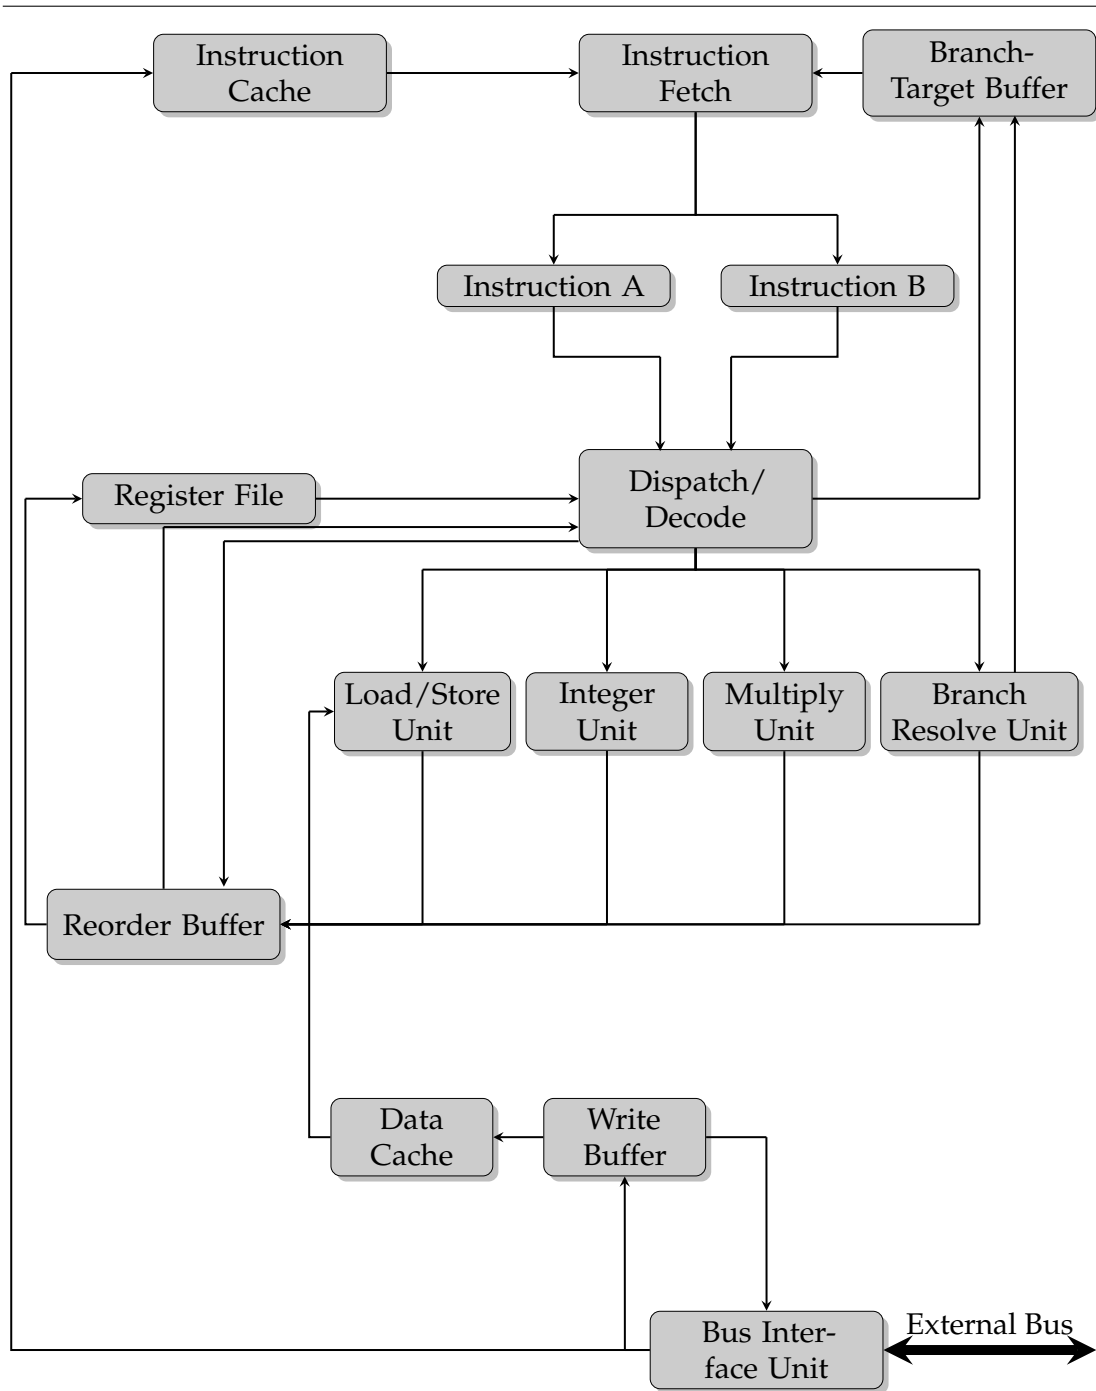 Instruction
Cache
Instruction
Fetch
Branch-
Target Buffer
Instruction A
Instruction B
Register File
Dispatch/
Decode
Load/Store
Unit
Integer
Unit
Multiply
Unit
Branch
Resolve Unit
Reorder Buffer
Data
Cache
Write
Buffer
Bus Inter-
face Unit
External Bus